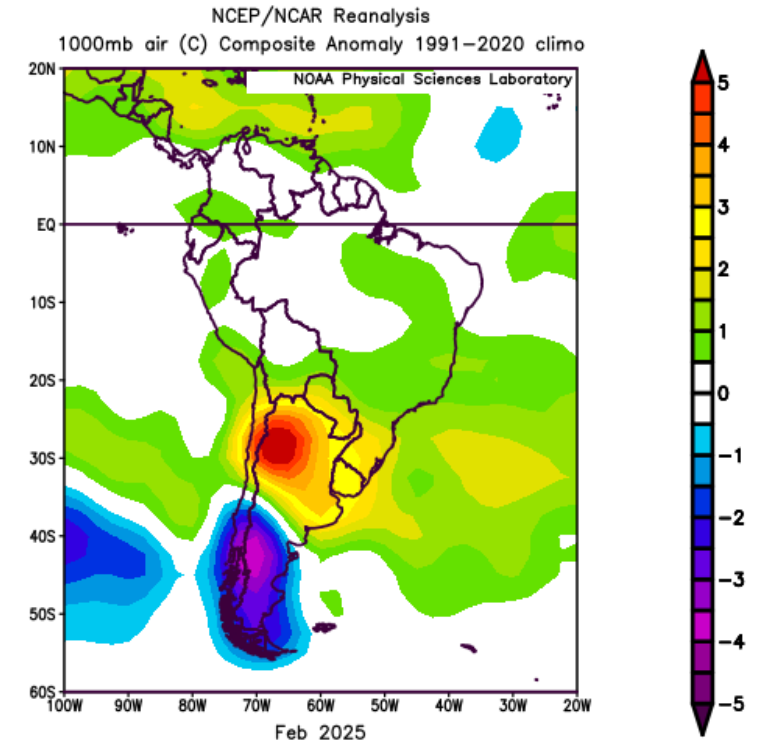 NCEP/NCAR Reanalysis
1000mb air (C) Composite Anomaly 1991-2020 climo
NOAA Physical Sciences Laboratory
20N
10N
EQ
10S
20S
30S
40S
50S
60S
100W 90W 80W 70W 60W 50W 40W 30W 20W
Feb 2025
5
4
3
2
1
0
-1
-2
-3
-4
-5